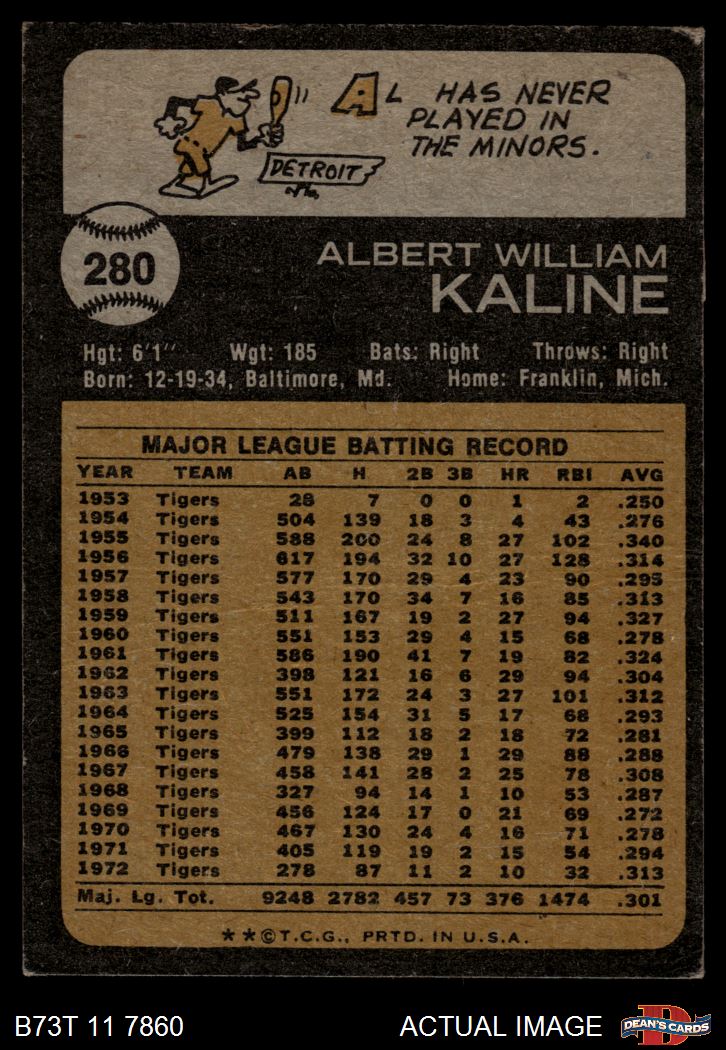 AL HAS NEVER
PLAYED IN
THE MINORS.
DETROIT
280
ALBERT WILLIAM
KALINE
Hgt: 6'1" Wgt: 185 Bats: Right Throws: Right
Born: 12-19-34, Baltimore, Md. Home: Franklin, Mich.
MAJOR LEAGUE BATTING RECORD
YEAR TEAM AB H 2B 3B HR RBI AVG
1953 Tigers 28 7 0 0 1 2 .250
1954 Tigers 504 139 18 3 4 43 .276
1955 Tigers 588 200 24 8 27 102 .340
1956 Tigers 617 194 32 10 27 128 .314
1957 Tigers 577 170 29 4 23 90 .295
1958 Tigers 543 170 34 7 16 85 .313
1959 Tigers 511 167 19 2 27 94 .327
1960 Tigers 551 153 29 4 15 68 .278
1961 Tigers 586 190 41 7 19 82 .324
1962 Tigers 398 121 16 6 29 94 .304
1963 Tigers 551 172 24 3 27 101 .312
1964 Tigers 525 154 31 5 17 68 .293
1965 Tigers 399 112 18 2 18 72 .281
1966 Tigers 479 138 29 1 29 88 .288
1967 Tigers 458 141 28 2 25 78 .308
1968 Tigers 327 94 14 1 10 53 .287
1969 Tigers 456 124 17 0 21 69 .272
1970 Tigers 467 130 24 4 16 71 .278
1971 Tigers 405 119 19 2 15 54 .294
1972 Tigers 278 87 11 2 10 32 .313
Maj. Lg. Tot. 9248 2782 457 73 376 1474 .301
**©T.C.G., PRTD. IN U.S.A.
B73T 11 7860 ACTUAL IMAGE
D
DEAN'S CARDS